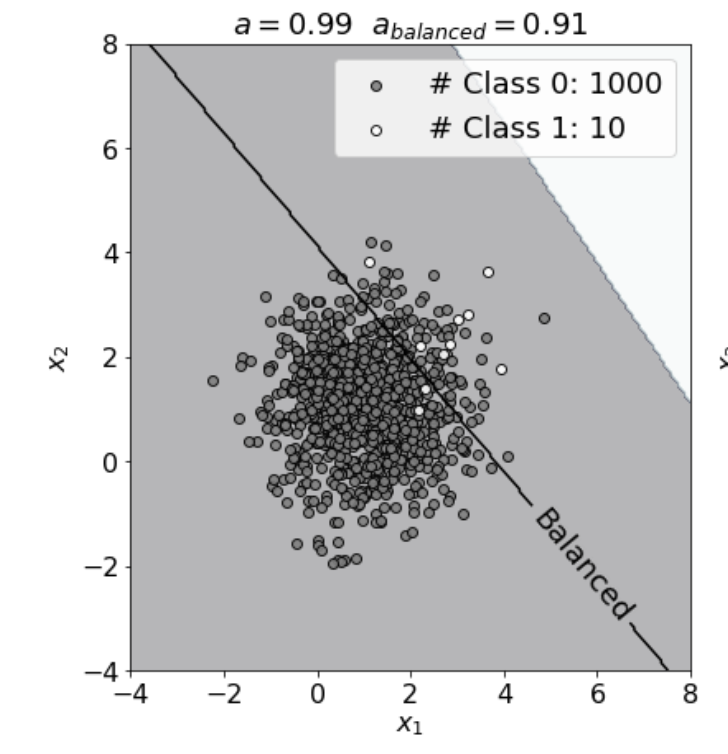 a = 0.99 a_balanced = 0.91
8
6
4
2
0
−2
−4
x₂
# Class 0: 1000
# Class 1: 10
Balanced
−4 −2 0 2 4 6 8
x₁